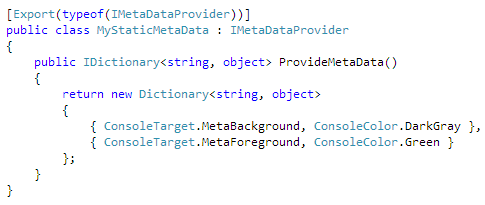 [Export(typeof(IMetaDataProvider))]
public class MyStaticMetaData : IMetaDataProvider
{
    public IDictionary<string, object> ProvideMetaData()
    {
        return new Dictionary<string, object>
        {
            { ConsoleTarget.MetaBackground, ConsoleColor.DarkGray },
            { ConsoleTarget.MetaForeground, ConsoleColor.Green }
        };
    }
}